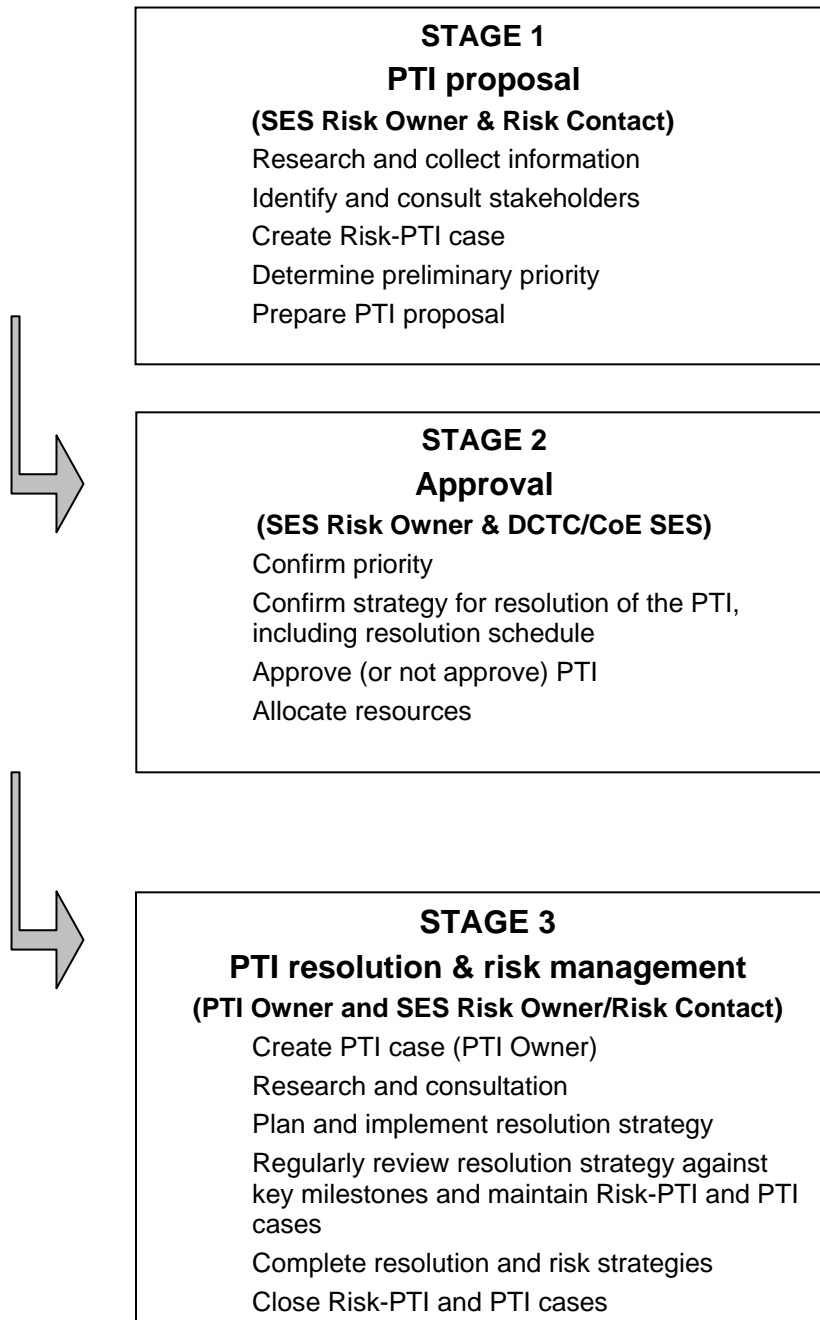 STAGE 1
PTI proposal
(SES Risk Owner & Risk Contact)
Research and collect information
Identify and consult stakeholders
Create Risk-PTI case
Determine preliminary priority
Prepare PTI proposal
STAGE 2
Approval
(SES Risk Owner & DCTC/CoE SES)
Confirm priority
Confirm strategy for resolution of the PTI,
including resolution schedule
Approve (or not approve) PTI
Allocate resources
STAGE 3
PTI resolution & risk management
(PTI Owner and SES Risk Owner/Risk Contact)
Create PTI case (PTI Owner)
Research and consultation
Plan and implement resolution strategy
Regularly review resolution strategy against
key milestones and maintain Risk-PTI and PTI
cases
Complete resolution and risk strategies
Close Risk-PTI and PTI cases